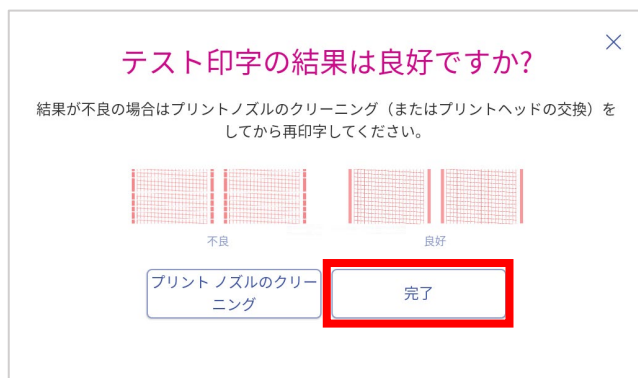 テスト印字の結果は良好ですか?
結果が不良の場合はプリントノズルのクリーニング（またはプリントヘッドの交換）を
してから再印字してください。
不良
良好
プリント ノズルのクリー
ニング
完了